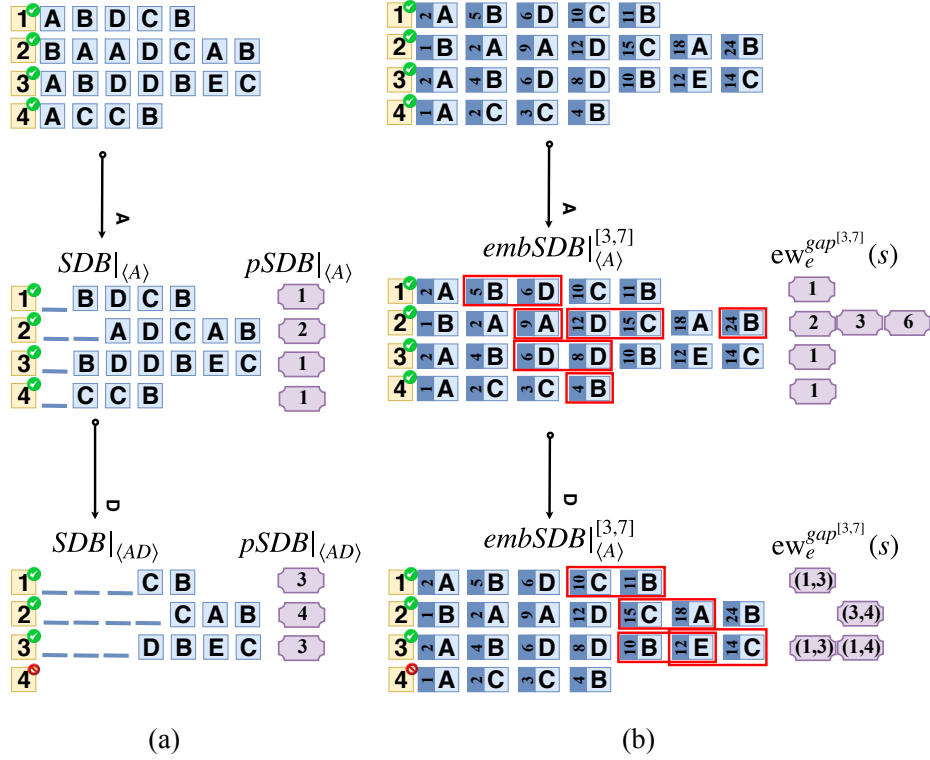 1 A B D C B
2 B A A D C A B
3 A B D D B E C
4 A C C B
A
SDB|⟨A⟩ pSDB|⟨A⟩
1 _ B D C B 1
2 _ _ A D C A B 2
3 _ B D D B E C 1
4 _ C C B 1
D
SDB|⟨AD⟩ pSDB|⟨AD⟩
1 _ _ _ C B 3
2 _ _ _ _ C A B 4
3 _ _ _ D B E C 3
4
(a)
1 2 A 5 B 6 D 10 C 11 B
2 1 B 2 A 9 A 12 D 15 C 18 A 24 B
3 2 A 4 B 6 D 8 D 10 B 12 E 14 C
4 1 A 2 C 3 C 4 B
A
embSDB|⟨A⟩[3,7] ew_e^gap[3,7](s)
1 2 A 5 B 6 D 10 C 11 B 1
2 1 B 2 A 9 A 12 D 15 C 18 A 24 B 2 3 6
3 2 A 4 B 6 D 8 D 10 B 12 E 14 C 1
4 1 A 2 C 3 C 4 B 1
D
embSDB|⟨A⟩[3,7] ew_e^gap[3,7](s)
1 2 A 5 B 6 D 10 C 11 B (1,3)
2 1 B 2 A 9 A 12 D 15 C 18 A 24 B (3,4)
3 2 A 4 B 6 D 8 D 10 B 12 E 14 C (1,3) (1,4)
4 1 A 2 C 3 C 4 B
(b)